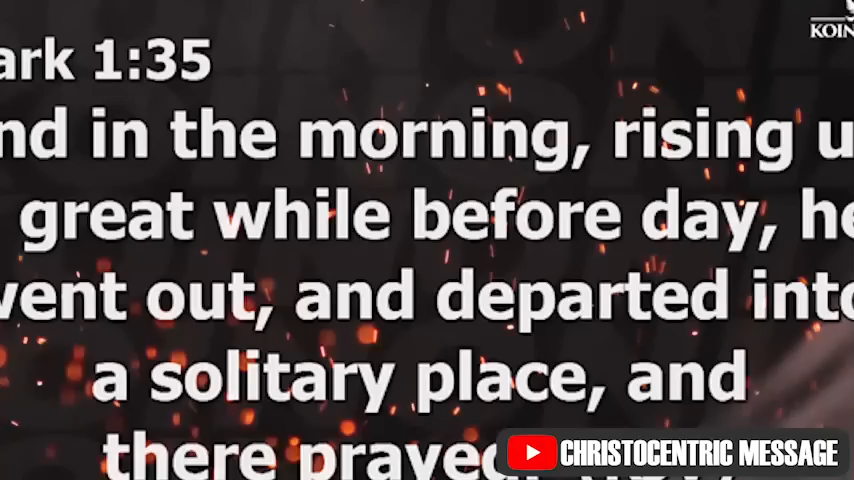 KOIN
ark 1:35
nd in the morning, rising u
great while before day, he
went out, and departed into
a solitary place, and
there prayed.
CHRISTOCENTRIC MESSAGE